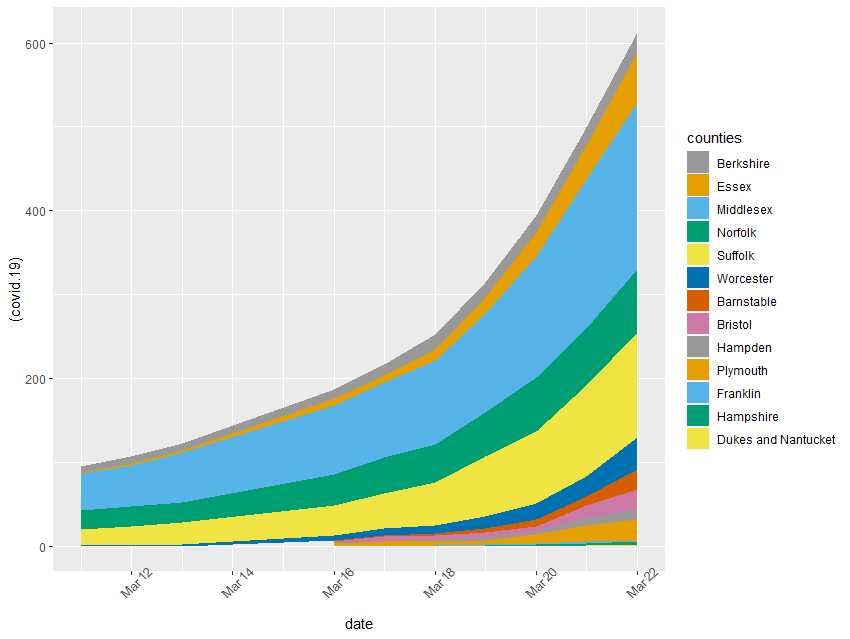 600
400
200
0
(covid.19)
Mar 12
Mar 14
Mar 16
Mar 18
Mar 20
Mar 22
date
counties
Berkshire
Essex
Middlesex
Norfolk
Suffolk
Worcester
Barnstable
Bristol
Hampden
Plymouth
Franklin
Hampshire
Dukes and Nantucket